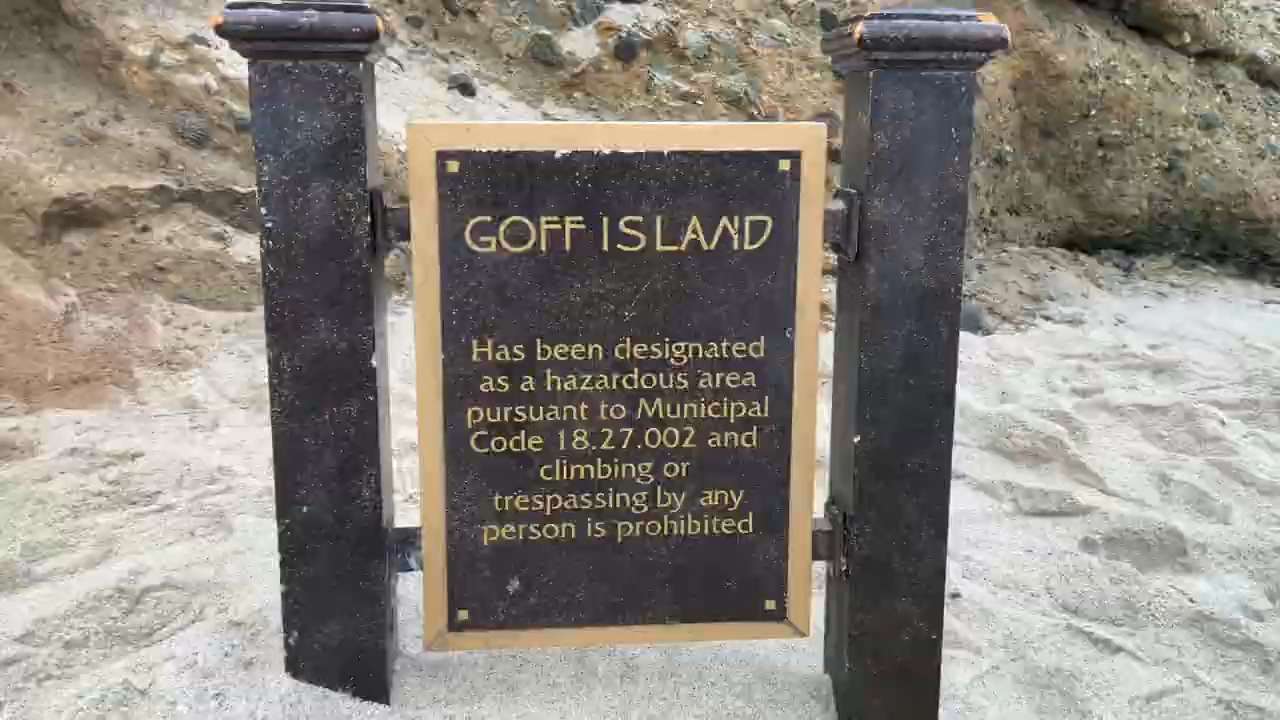 GOFF ISLAND
Has been designated
as a hazardous area
pursuant to Municipal
Code 18.27.002 and
climbing or
trespassing by any
person is prohibited